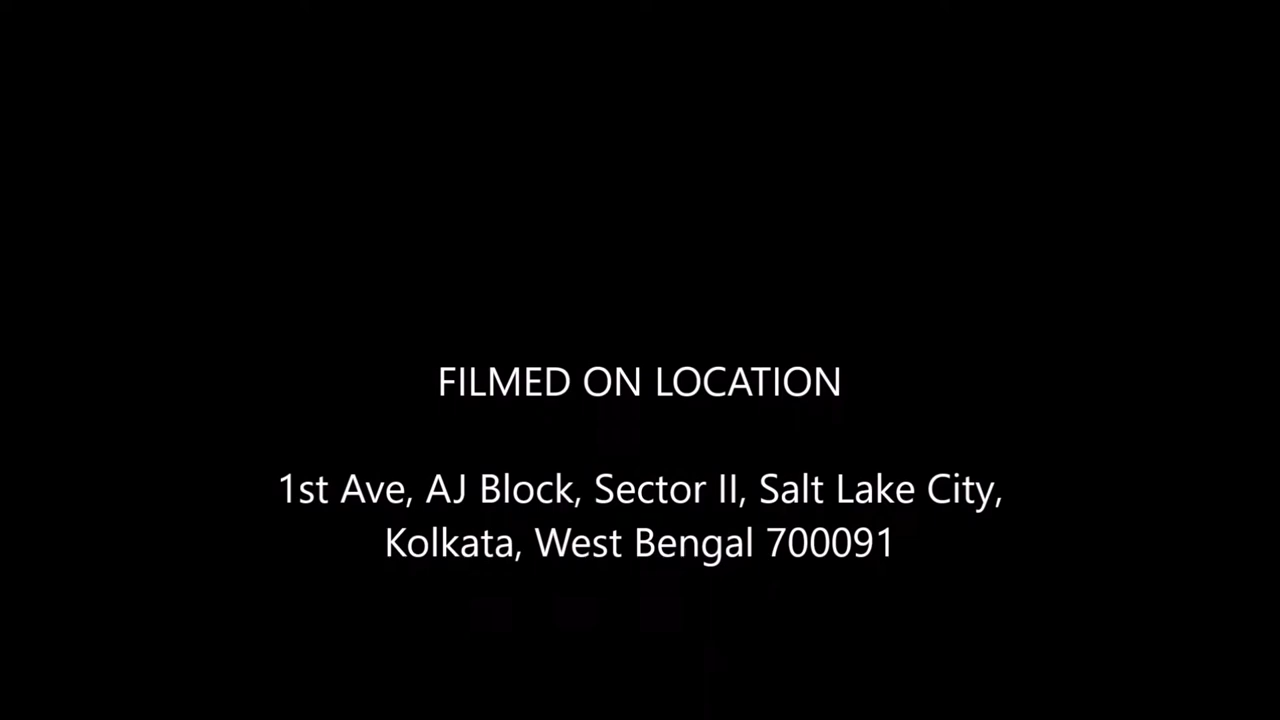 FILMED ON LOCATION
1st Ave, AJ Block, Sector II, Salt Lake City,
Kolkata, West Bengal 700091